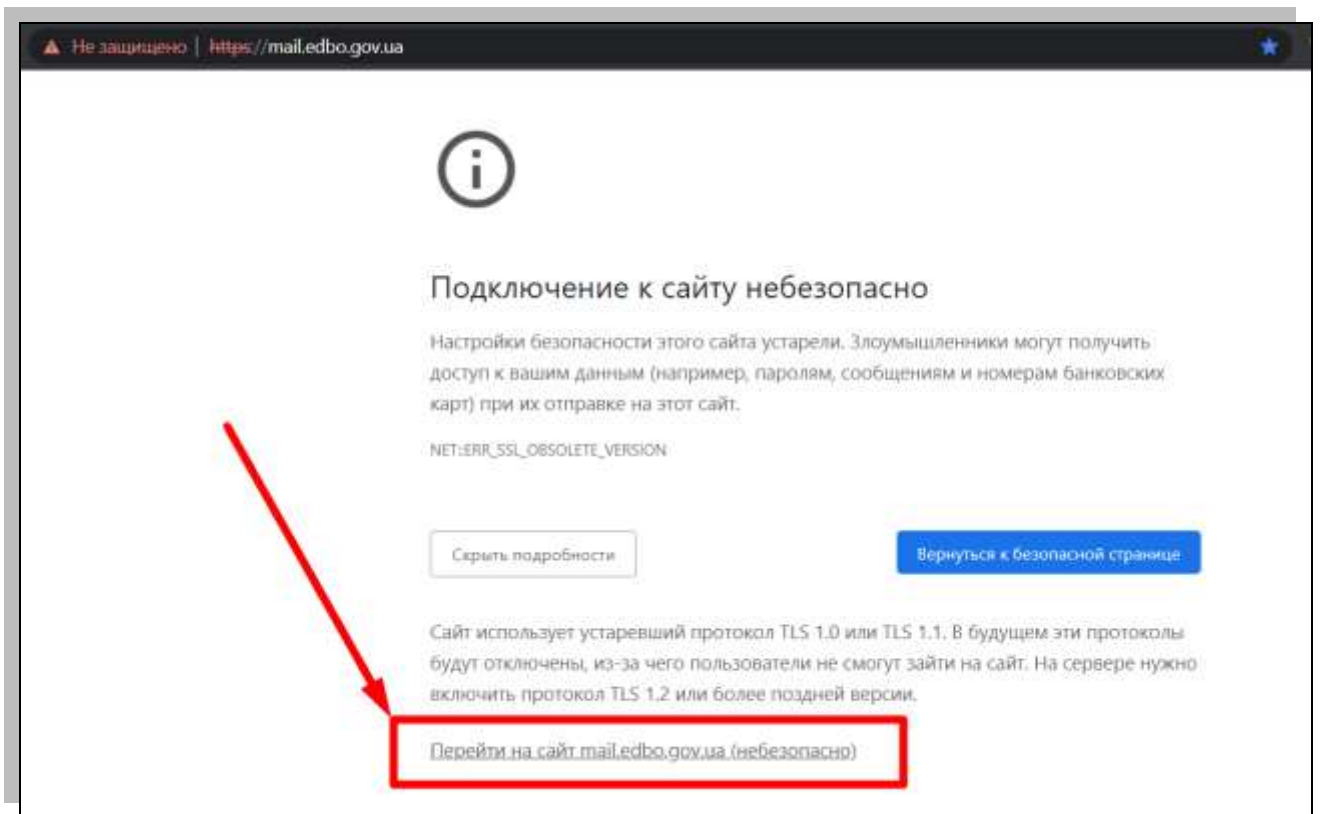 Не защищено | https://mail.edbo.gov.ua
Подключение к сайту небезопасно
Настройки безопасности этого сайта устарели. Злоумышленники могут получить
доступ к вашим данным (например, паролям, сообщениям и номерам банковских
карт) при их отправке на этот сайт.
NET::ERR_SSL_OBSOLETE_VERSION
Скрыть подробности
Вернуться к безопасной странице
Сайт использует устаревший протокол TLS 1.0 или TLS 1.1. В будущем эти протоколы
будут отключены, из-за чего пользователи не смогут зайти на сайт. На сервере нужно
включить протокол TLS 1.2 или более поздней версии.
Перейти на сайт mail.edbo.gov.ua (небезопасно)